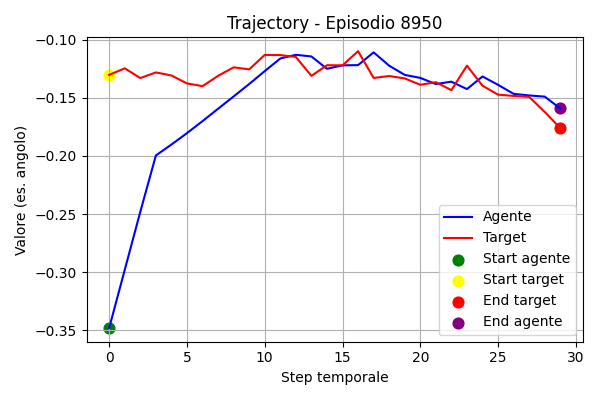 Trajectory - Episodio 8950
Valore (es. angolo)
−0.10
−0.15
−0.20
−0.25
−0.30
−0.35
0
5
10
15
20
25
30
Step temporale
Agente
Target
Start agente
Start target
End target
End agente